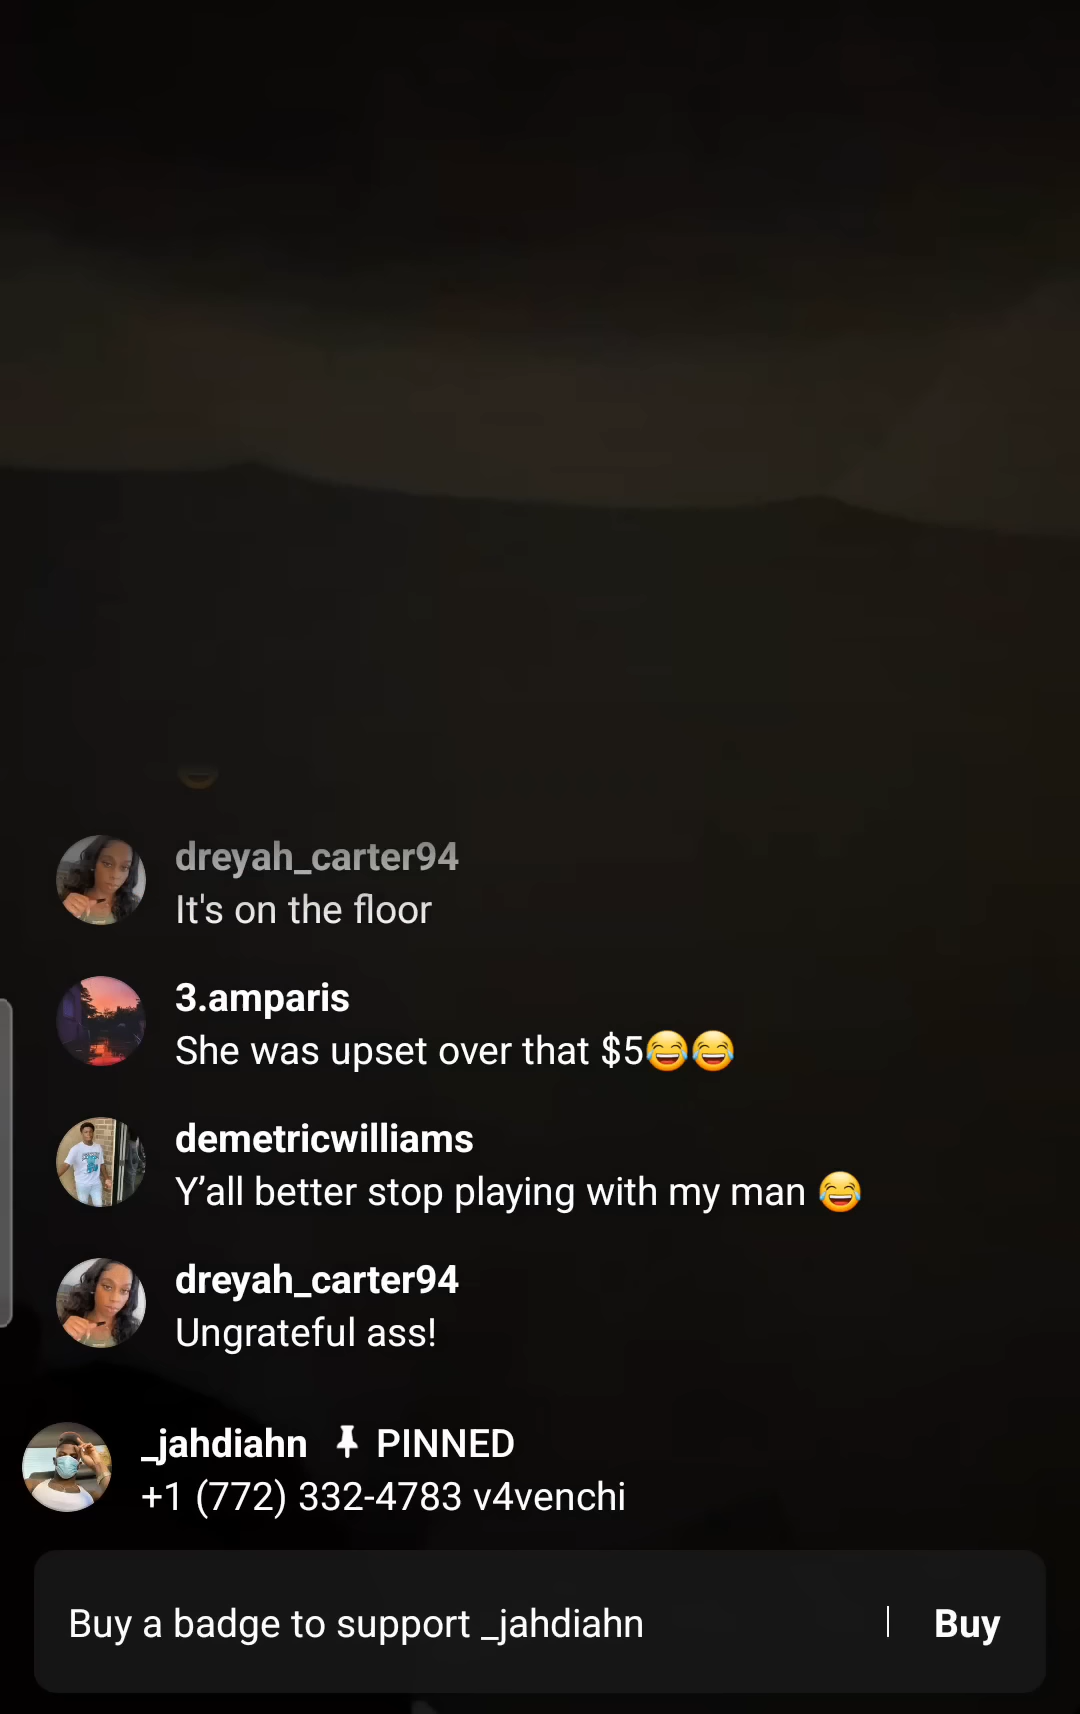 dreyah_carter94
It's on the floor
3.amparis
She was upset over that $5😂😂
demetricwilliams
Y’all better stop playing with my man 😂
dreyah_carter94
Ungrateful ass!
_jahdiahn 📌 PINNED
+1 (772) 332-4783 v4venchi
Buy a badge to support _jahdiahn | Buy